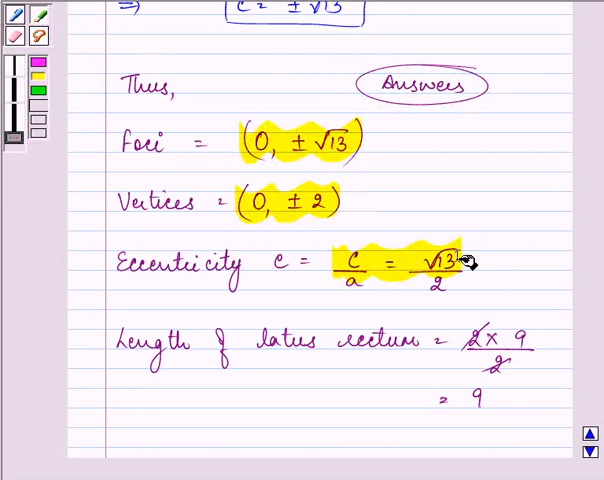 ⇒ c = ± √13
Thus, Answers
Foci = (0, ± √13)
Vertices = (0, ± 2)
Eccentricity e = c/a = √13/2
Length of latus rectum = 2 × 9/2
= 9